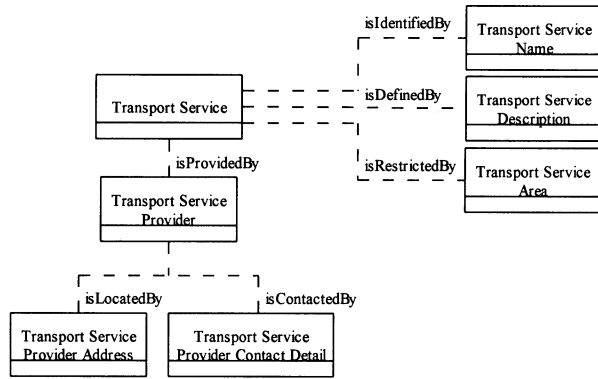 isIdentifiedBy
Transport Service
Name
Transport Service
isDefinedBy
Transport Service
Description
isProvidedBy
isRestrictedBy
Transport Service
Area
Transport Service
Provider
isLocatedBy
isContactedBy
Transport Service
Provider Address
Transport Service
Provider Contact Detail